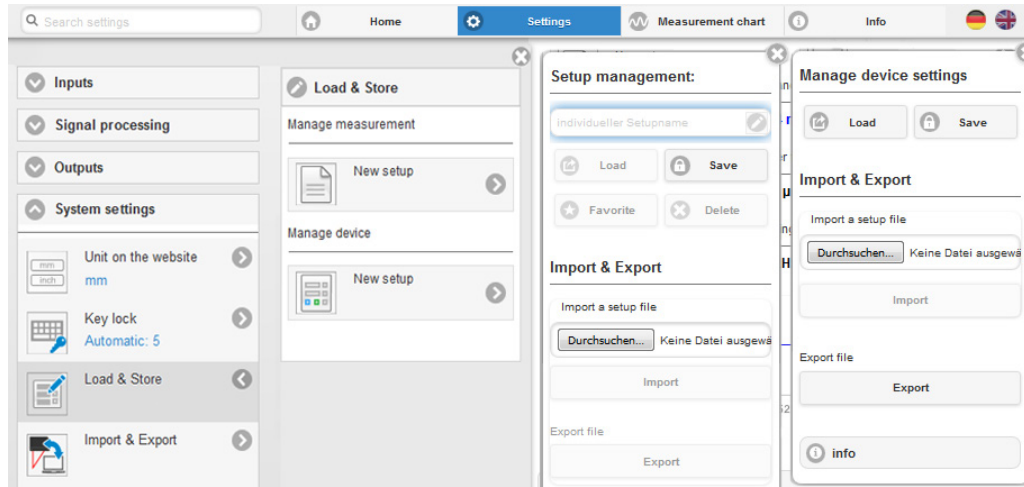 Search settings
Home
Settings
Measurement chart
Info
Inputs
Signal processing
Outputs
System settings
Unit on the website
mm
inch
mm
Key lock
Automatic: 5
Load & Store
Import & Export
Load & Store
Manage measurement
New setup
Manage device
New setup
Setup management:
individueller Setupname
Load
Save
Favorite
Delete
Import & Export
Import a setup file
Durchsuchen... Keine Datei ausgewä
Import
Export file
Export
Manage device settings
Load
Save
Import & Export
Import a setup file
Durchsuchen... Keine Datei ausgewä
Import
Export file
Export
info